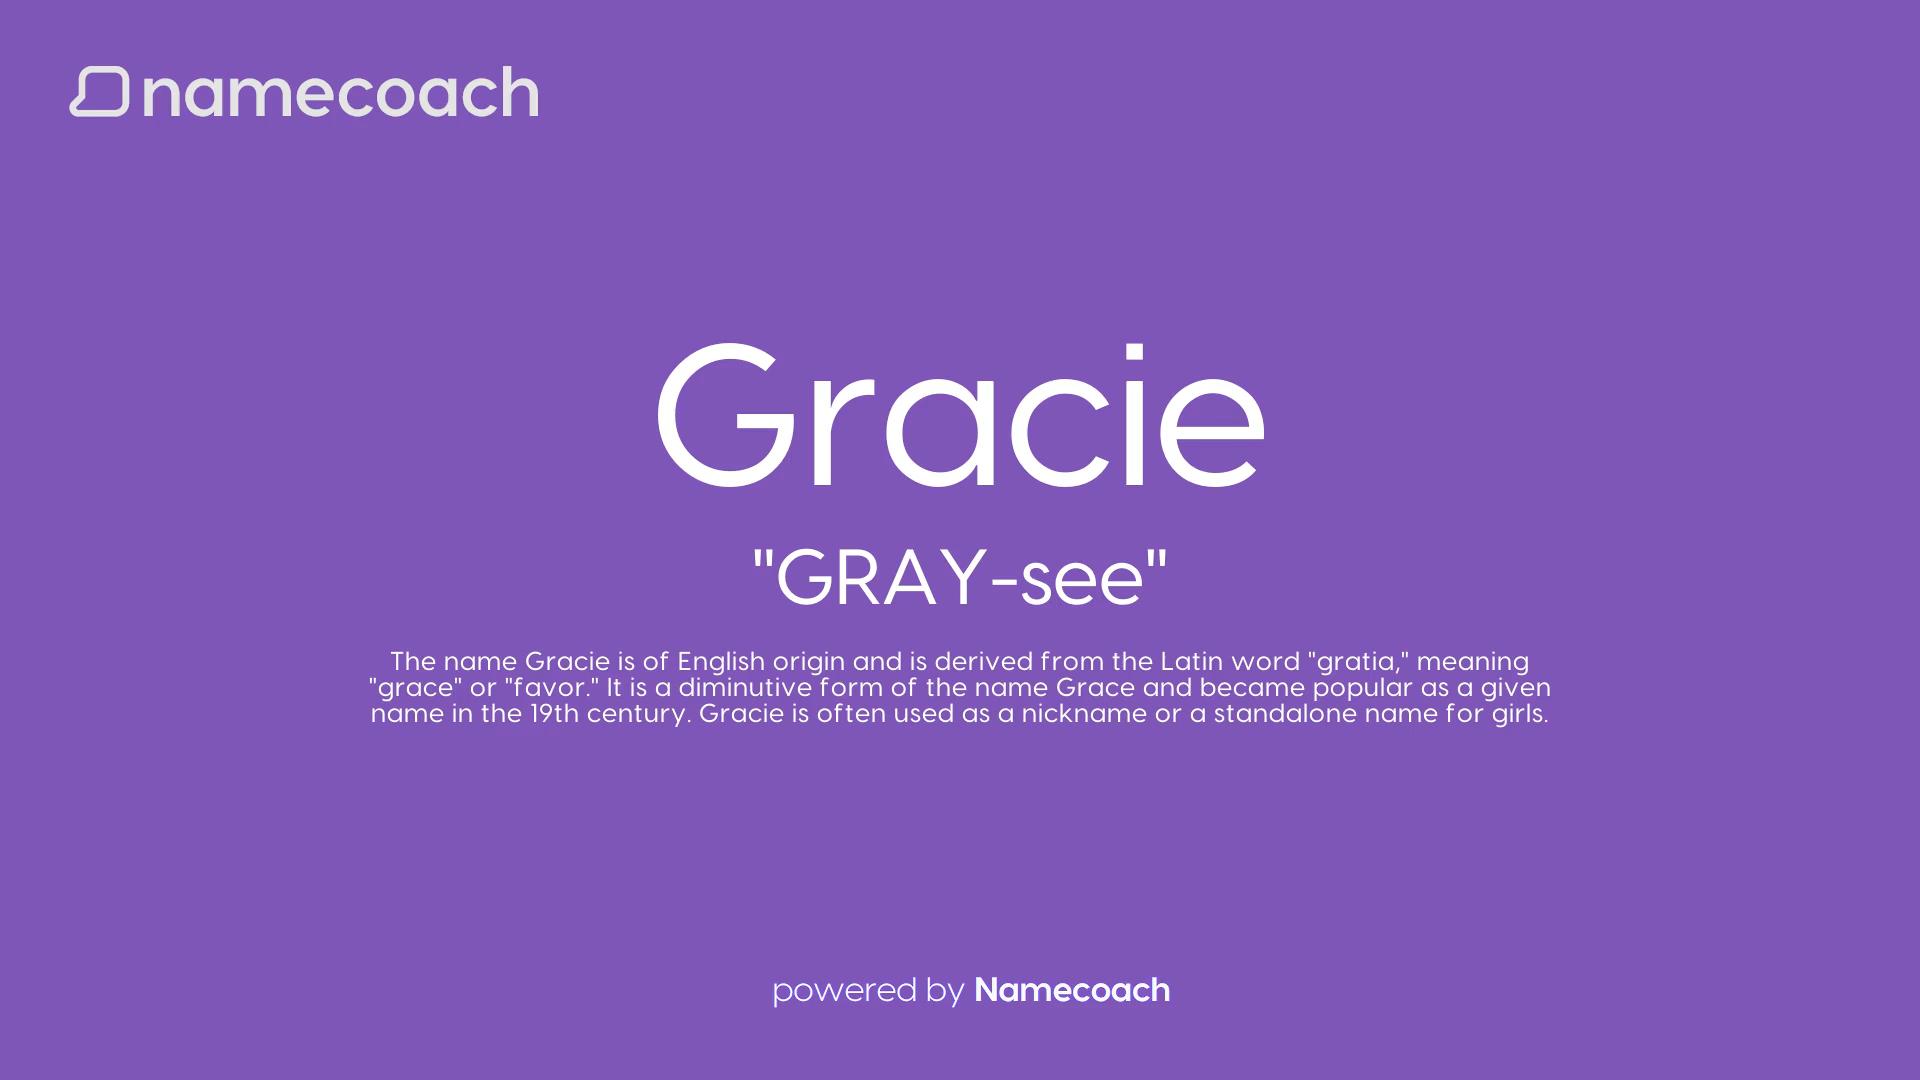 namecoach
Gracie
"GRAY-see"
The name Gracie is of English origin and is derived from the Latin word "gratia," meaning
"grace" or "favor." It is a diminutive form of the name Grace and became popular as a given
name in the 19th century. Gracie is often used as a nickname or a standalone name for girls.
powered by Namecoach